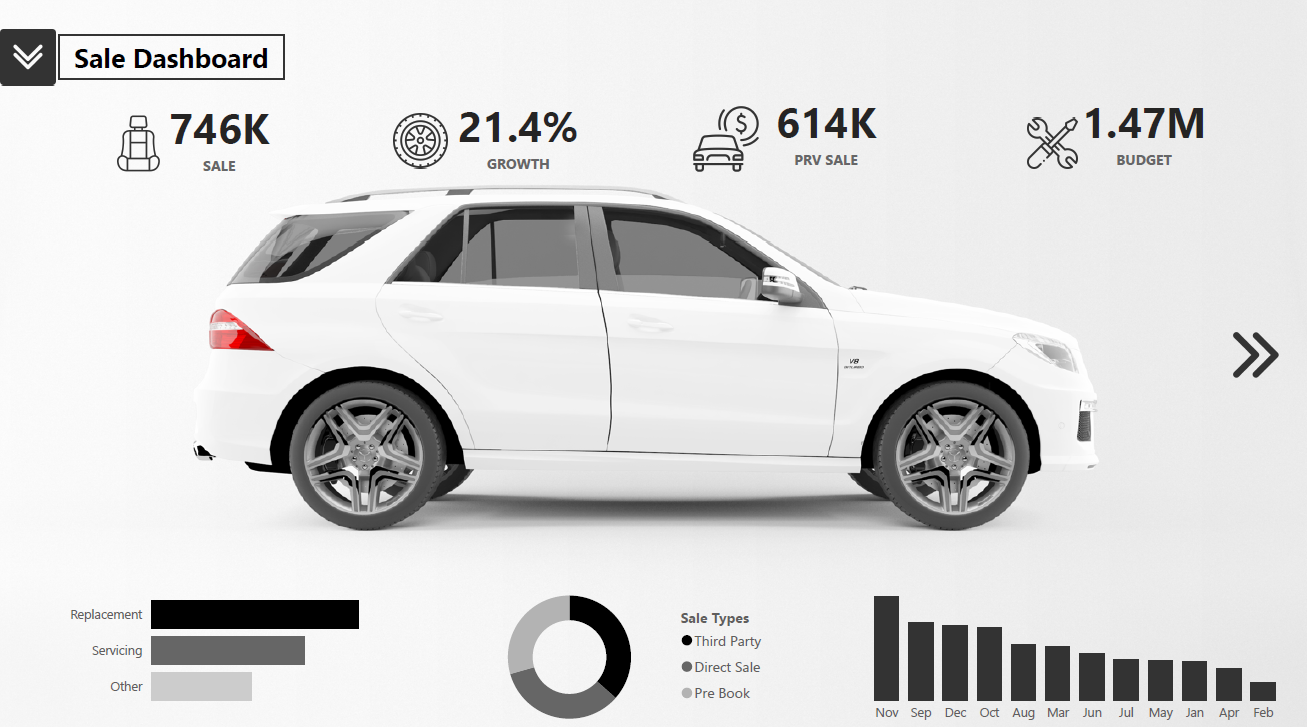 Sale Dashboard
746K
SALE
21.4%
GROWTH
614K
PRV SALE
1.47M
BUDGET
$
V8
Replacement
Servicing
Other
Sale Types
Third Party
Direct Sale
Pre Book
Nov Sep Dec Oct Aug Mar Jun Jul May Jan Apr Feb